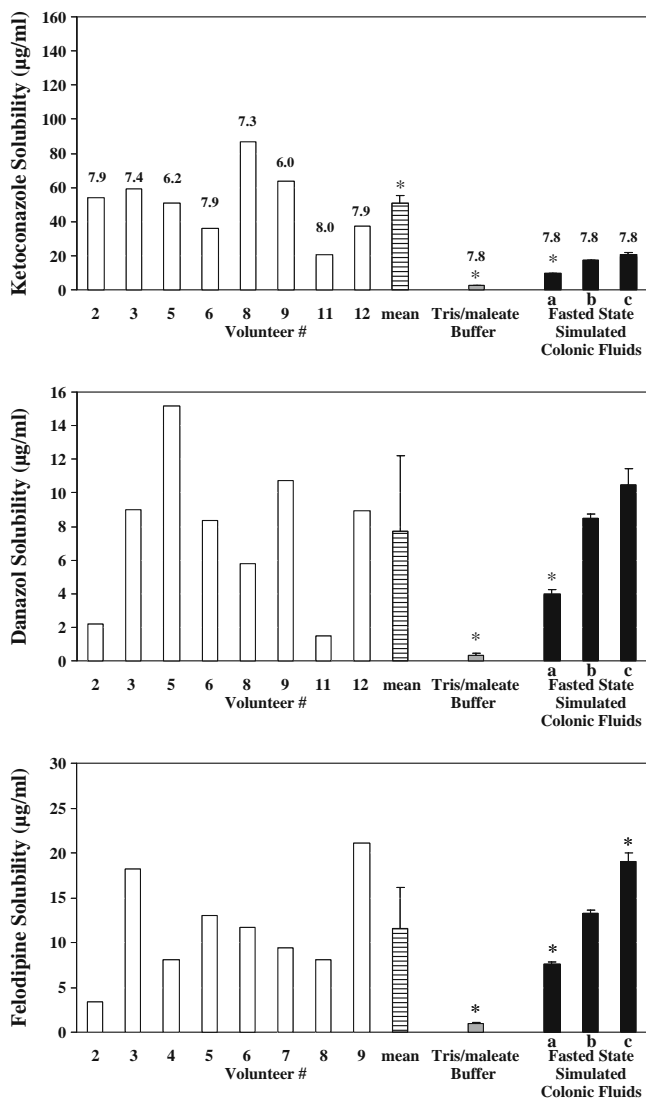 Ketoconazole Solubility (µg/ml)
160
140
120
100
80
60
40
20
0
7.9
7.4
6.2
7.9
7.3
6.0
8.0
7.9
*
7.8
*
7.8
*
7.8
7.8
2 3 5 6 8 9 11 12 mean
Volunteer #
Tris/maleate
Buffer
a b c
Fasted State
Simulated
Colonic Fluids
Danazol Solubility (µg/ml)
16
14
12
10
8
6
4
2
0
*
*
2 3 5 6 8 9 11 12 mean
Volunteer #
Tris/maleate
Buffer
a b c
Fasted State
Simulated
Colonic Fluids
Felodipine Solubility (µg/ml)
30
25
20
15
10
5
0
*
*
*
2 3 4 5 6 7 8 9 mean
Volunteer #
Tris/maleate
Buffer
a b c
Fasted State
Simulated
Colonic Fluids